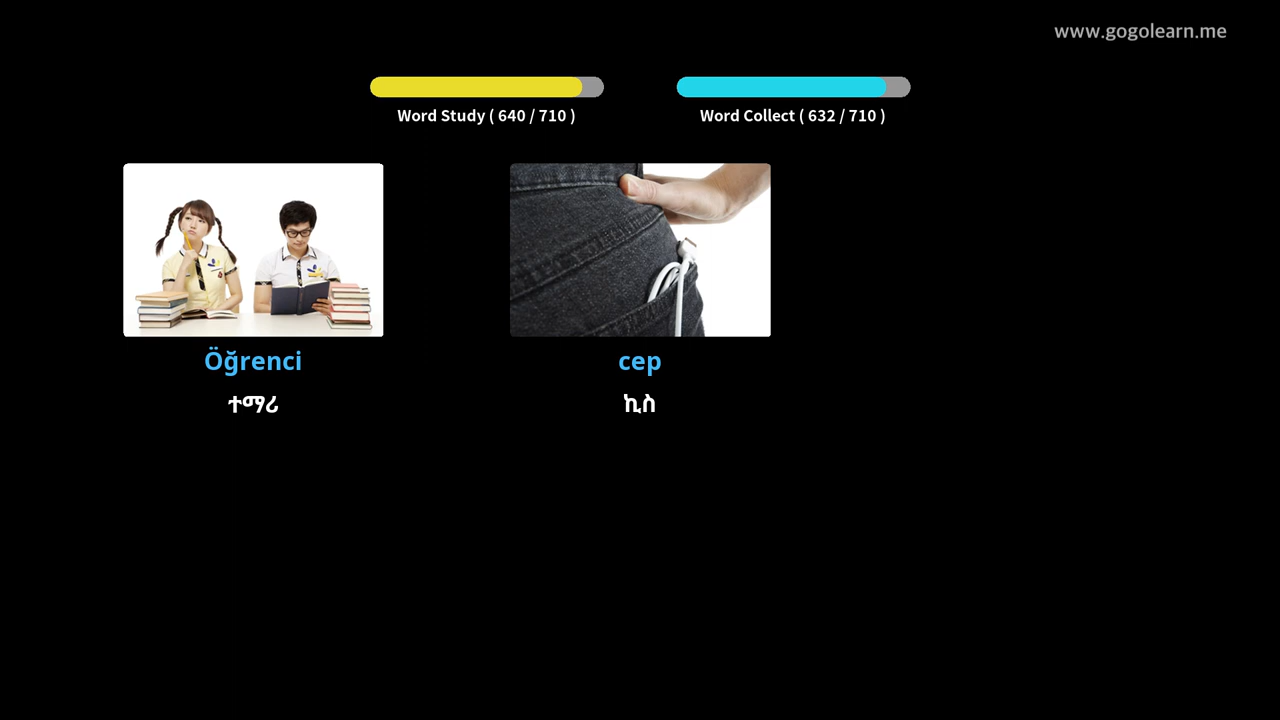 www.gogolearn.me
Word Study ( 640 / 710 )
Word Collect ( 632 / 710 )
Öğrenci
ተማሪ
cep
ኪስ